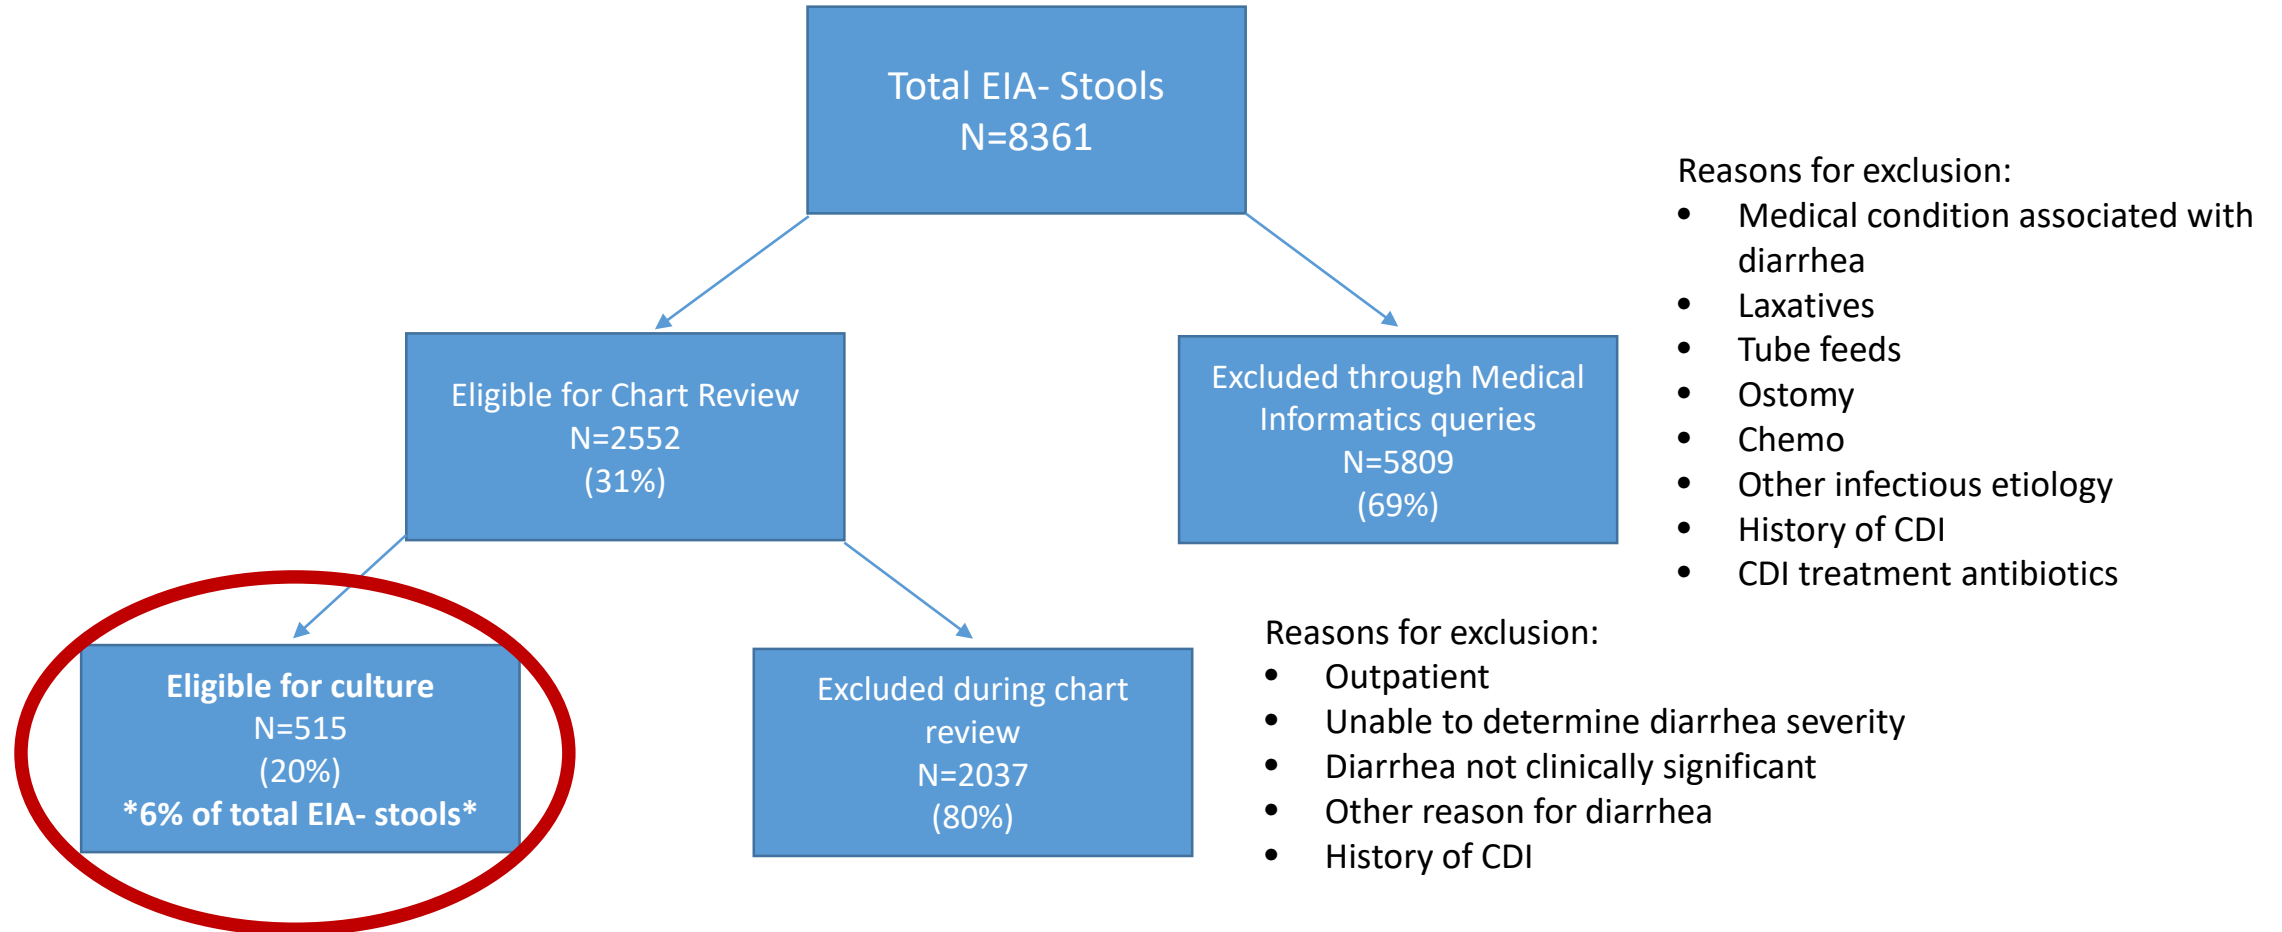 Total EIA- Stools
N=8361
Reasons for exclusion:
• Medical condition associated with
diarrhea
• Laxatives
• Tube feeds
• Ostomy
• Chemo
• Other infectious etiology
• History of CDI
• CDI treatment antibiotics
Eligible for Chart Review
N=2552
(31%)
Excluded through Medical
Informatics queries
N=5809
(69%)
Eligible for culture
N=515
(20%)
*6% of total EIA- stools*
Excluded during chart
review
N=2037
(80%)
Reasons for exclusion:
• Outpatient
• Unable to determine diarrhea severity
• Diarrhea not clinically significant
• Other reason for diarrhea
• History of CDI